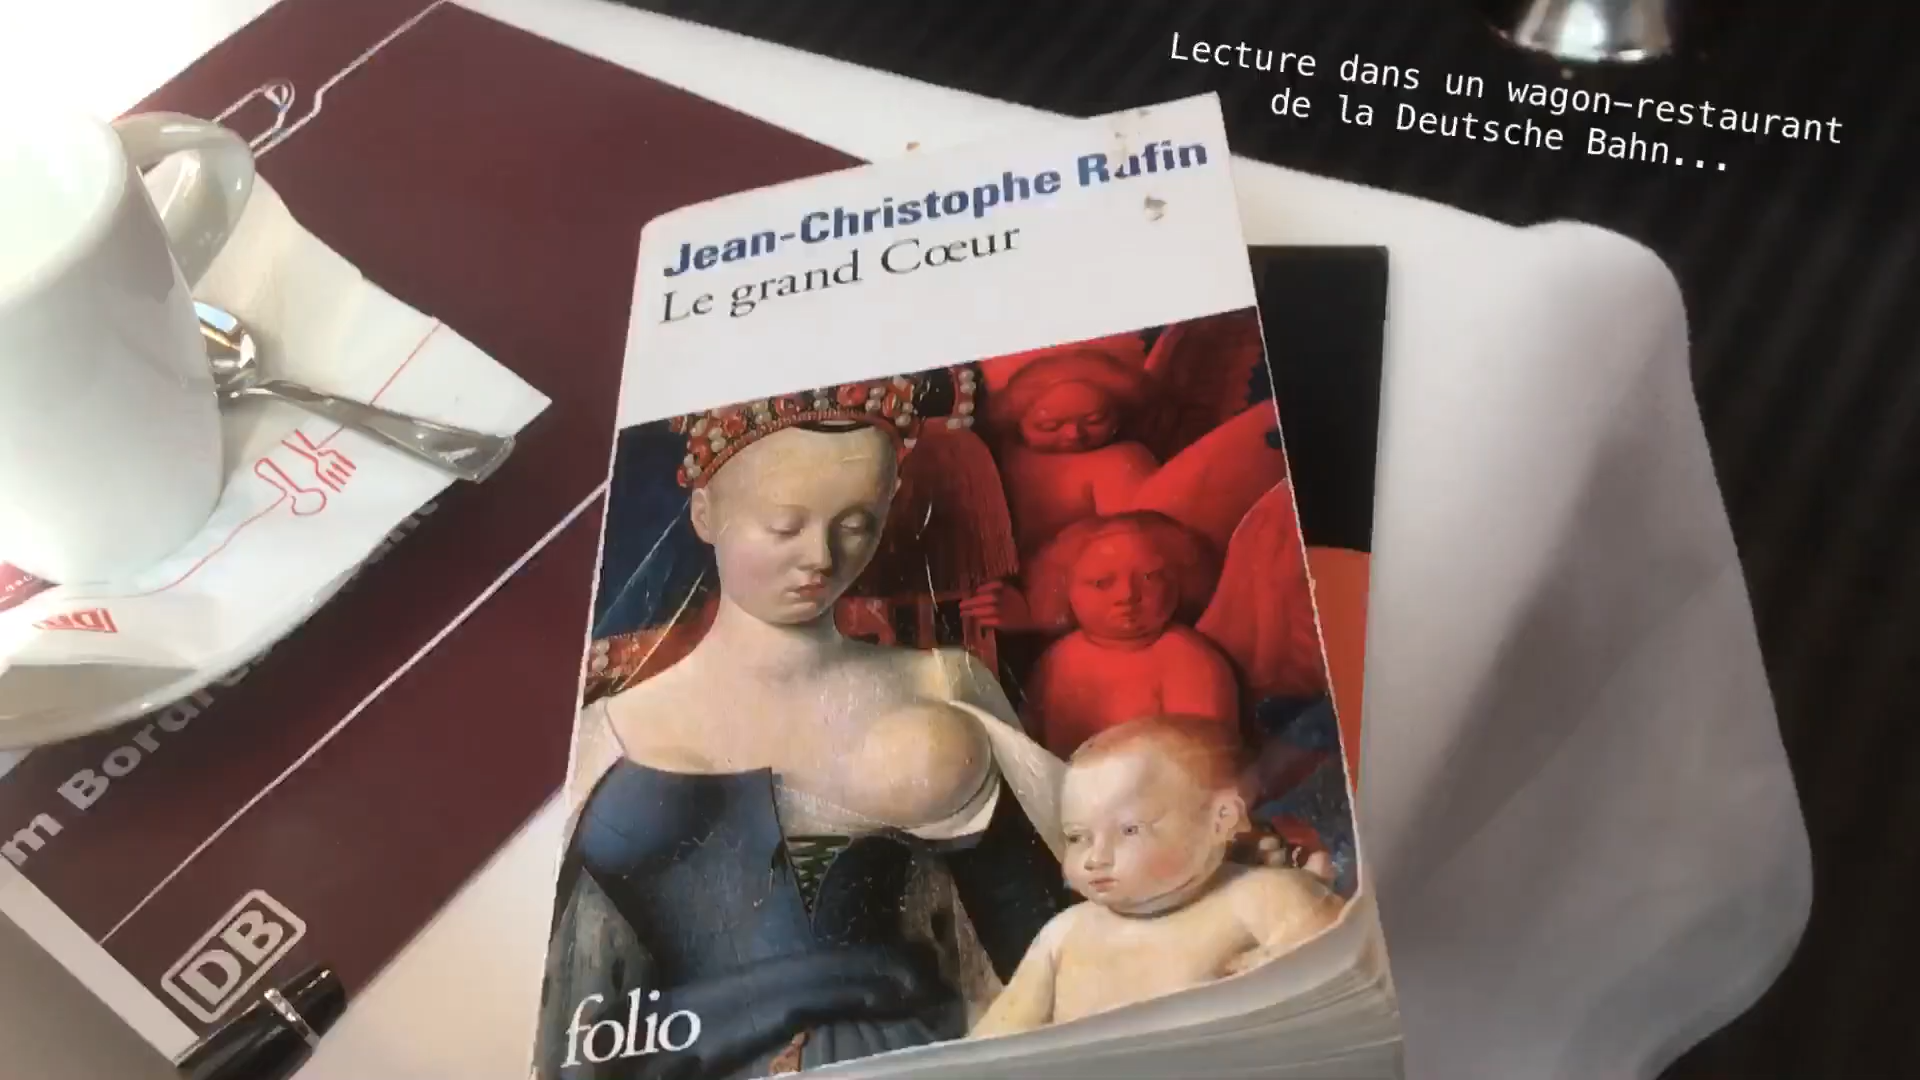 Lecture dans un wagon-restaurant
de la Deutsche Bahn...
Jean-Christophe Rufin
Le grand Cœur
folio
DB